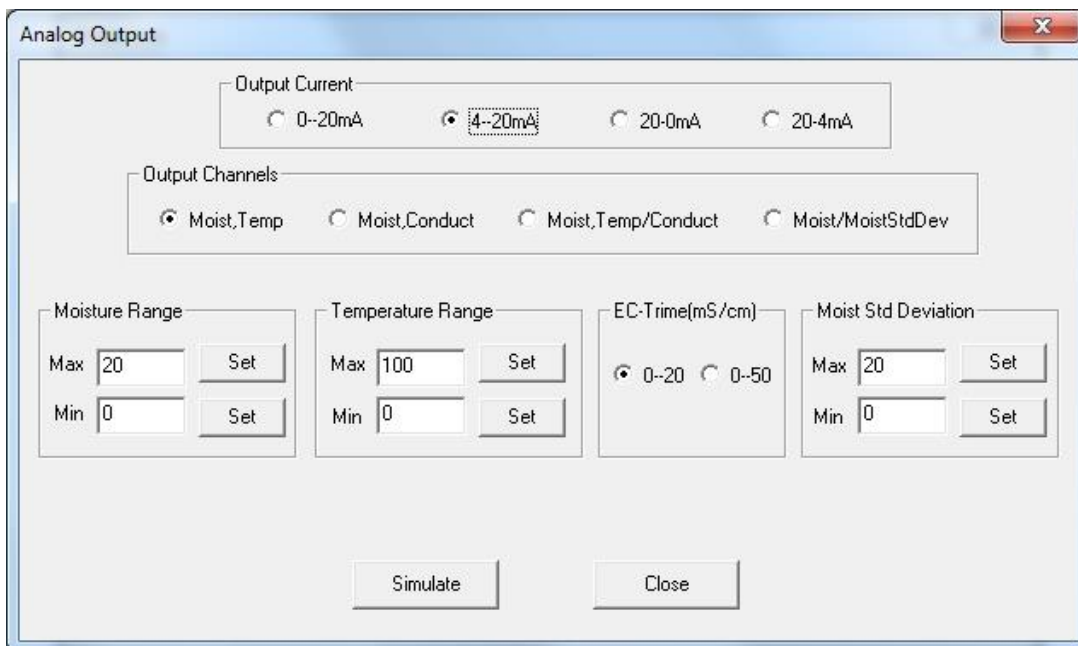 Analog Output
Output Current
0--20mA 4--20mA 20-0mA 20-4mA
Output Channels
Moist,Temp Moist,Conduct Moist,Temp/Conduct Moist/MoistStdDev
Moisture Range Temperature Range EC-Trime(mS/cm) Moist Std Deviation
Max 20 Set Max 100 Set 0--20 0--50 Max 20 Set
Min 0 Set Min 0 Set Min 0 Set
Simulate Close